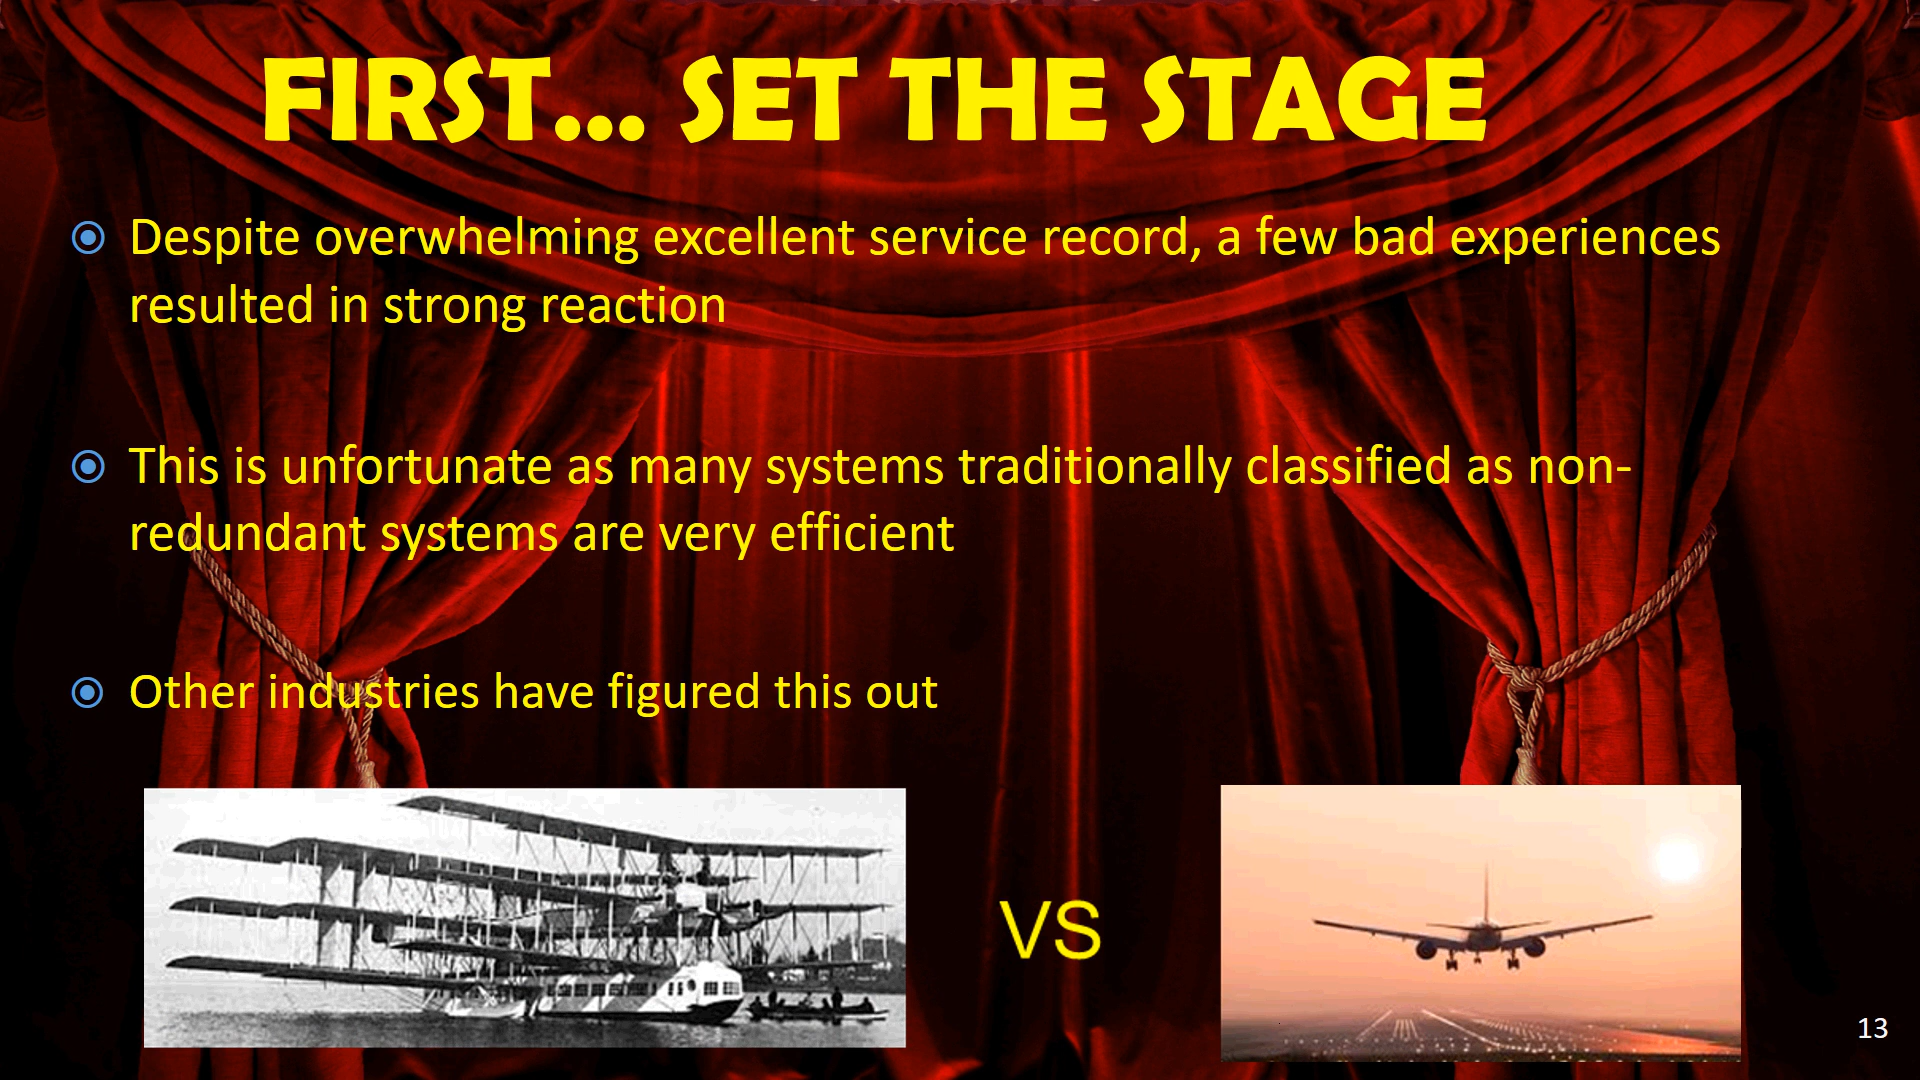 FIRST... SET THE STAGE
Despite overwhelming excellent service record, a few bad experiences
resulted in strong reaction
This is unfortunate as many systems traditionally classified as non-
redundant systems are very efficient
Other industries have figured this out
VS
13